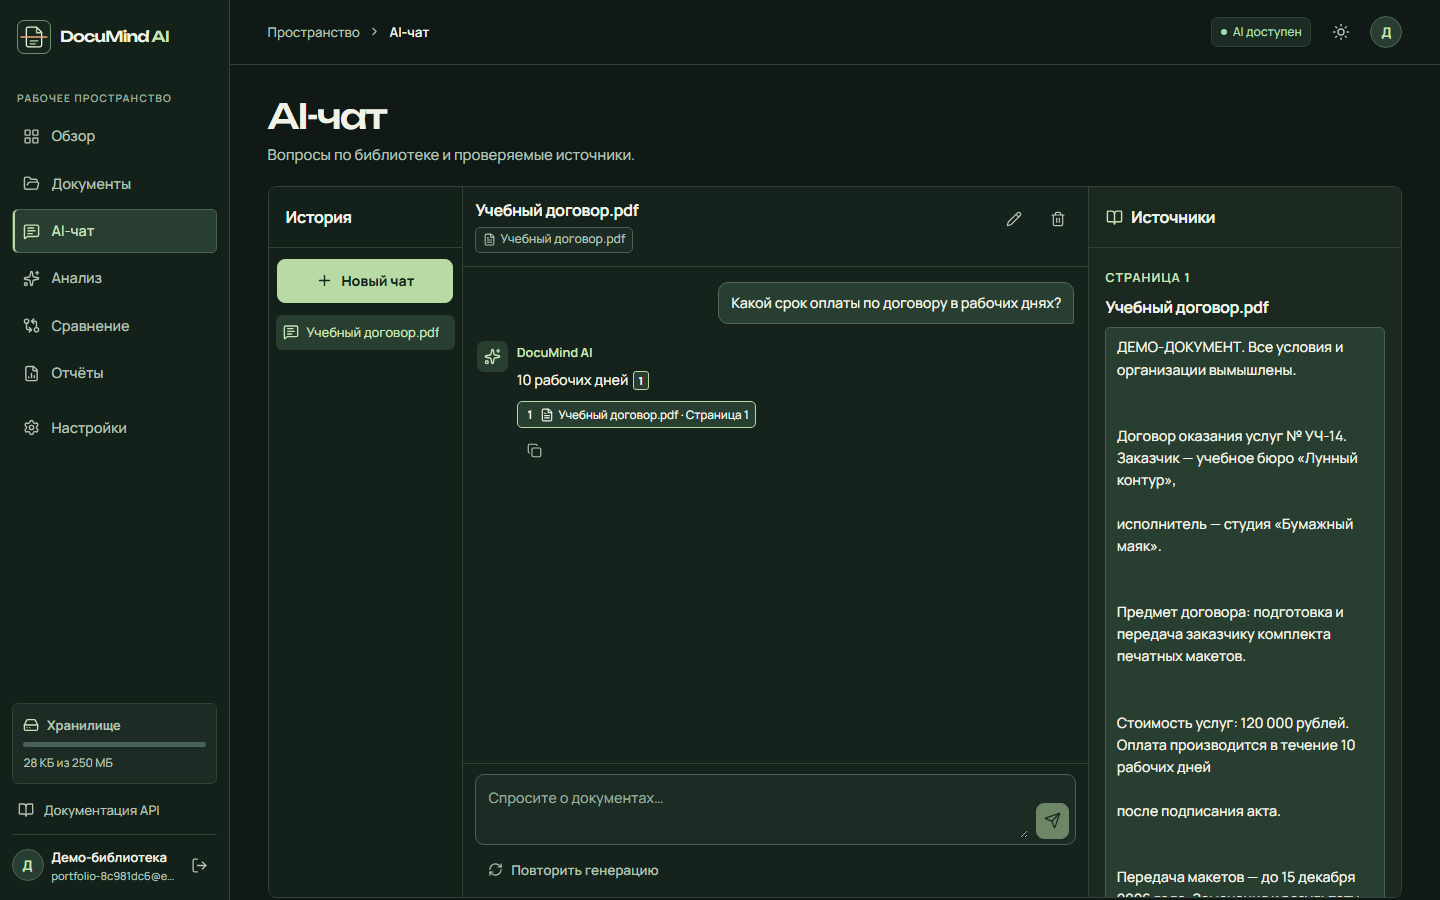 DocuMind AI
РАБОЧЕЕ ПРОСТРАНСТВО
Обзор
Документы
AI-чат
Анализ
Сравнение
Отчёты
Настройки
Хранилище
28 КБ из 250 МБ
Документация API
Д
Демо-библиотека
portfolio-8c981dc6@e...
Пространство > AI-чат
AI доступен
Д
AI-чат
Вопросы по библиотеке и проверяемые источники.
История
Новый чат
Учебный договор.pdf
Учебный договор.pdf
Учебный договор.pdf
Какой срок оплаты по договору в рабочих днях?
DocuMind AI
10 рабочих дней 1
1 Учебный договор.pdf · Страница 1
Спросите о документах...
Повторить генерацию
Источники
СТРАНИЦА 1
Учебный договор.pdf
ДЕМО-ДОКУМЕНТ. Все условия и
организации вымышлены.
Договор оказания услуг № УЧ-14.
Заказчик — учебное бюро «Лунный
контур»,
исполнитель — студия «Бумажный
маяк».
Предмет договора: подготовка и
передача заказчику комплекта
печатных макетов.
Стоимость услуг: 120 000 рублей.
Оплата производится в течение 10
рабочих дней
после подписания акта.
Передача макетов — до 15 декабря